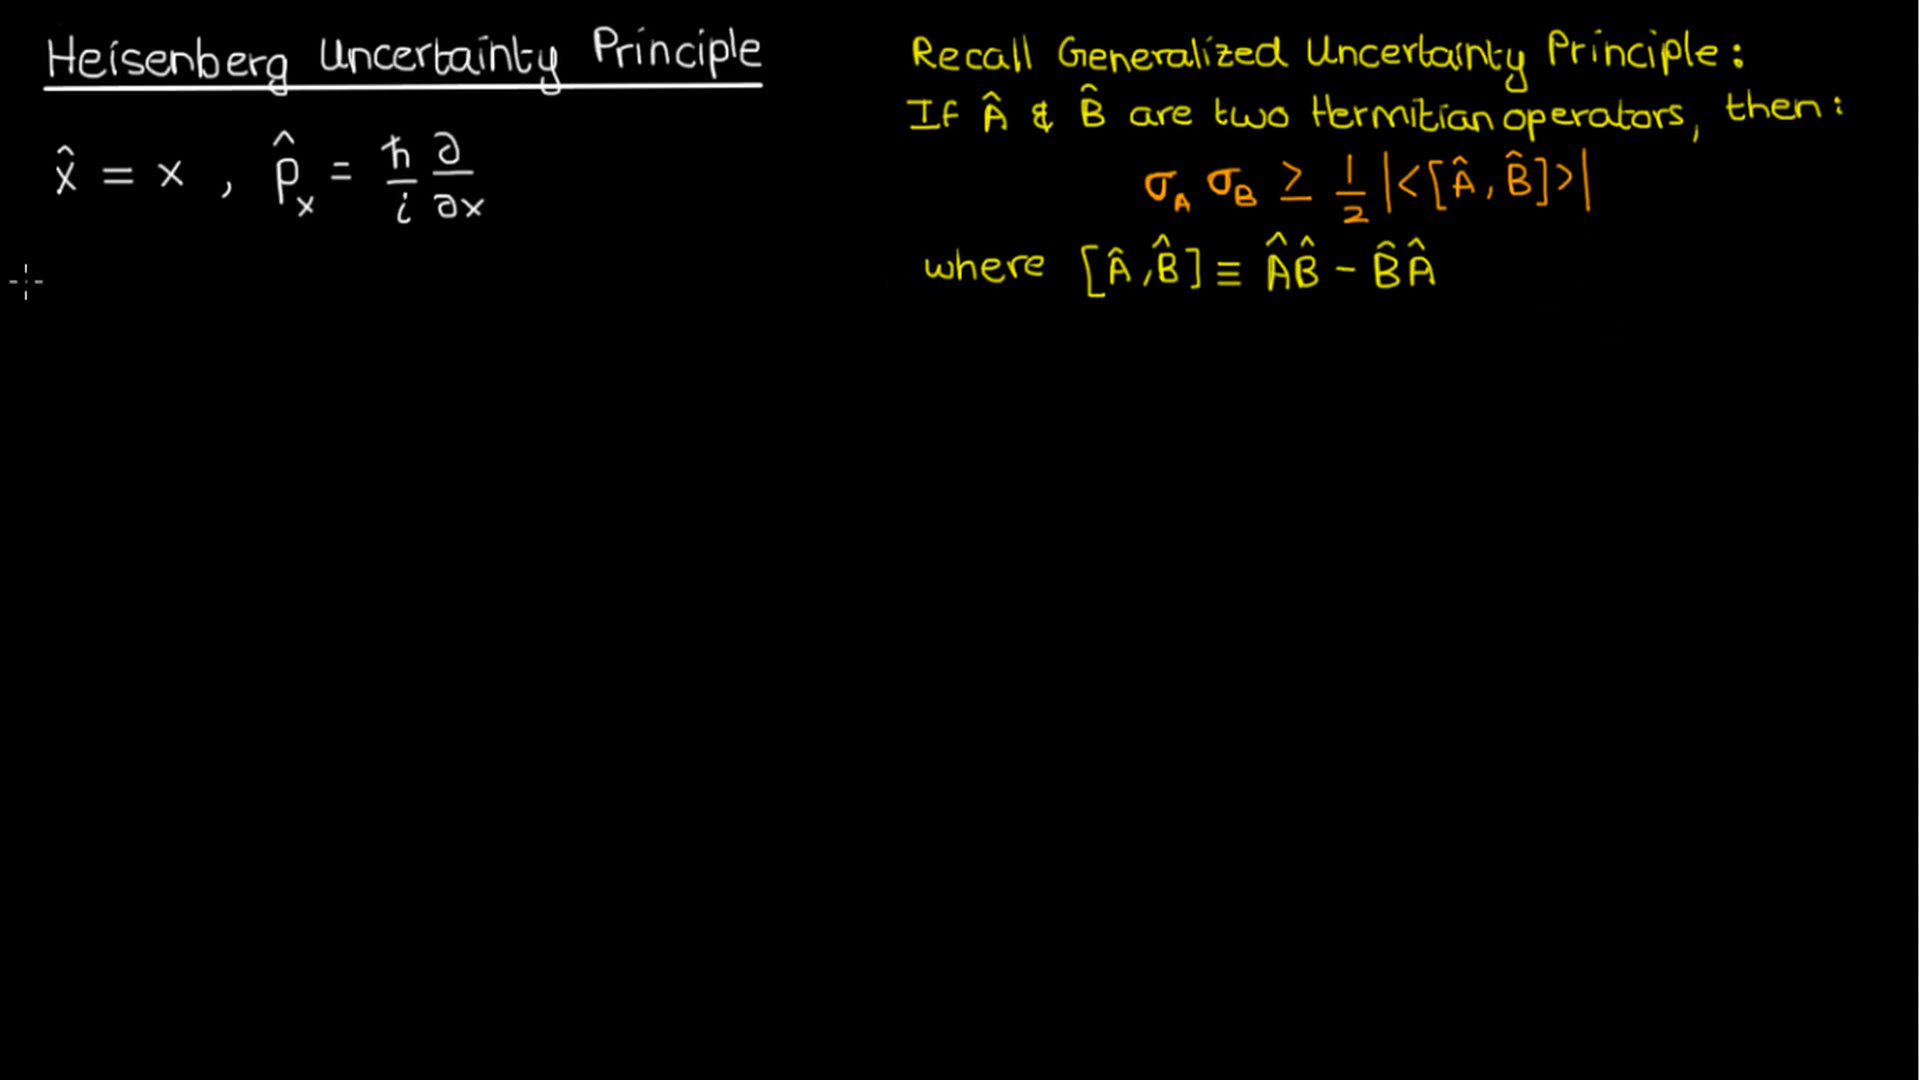 Heisenberg Uncertainty Principle
x̂ = x , p̂ₓ = ħ/i ∂/∂x
Recall Generalized Uncertainty Principle:
If Â & B̂ are two Hermitian operators, then:
σ_A σ_B ≥ 1/2 |<[Â, B̂]>|
where [Â, B̂] ≡ ÂB̂ - B̂Â